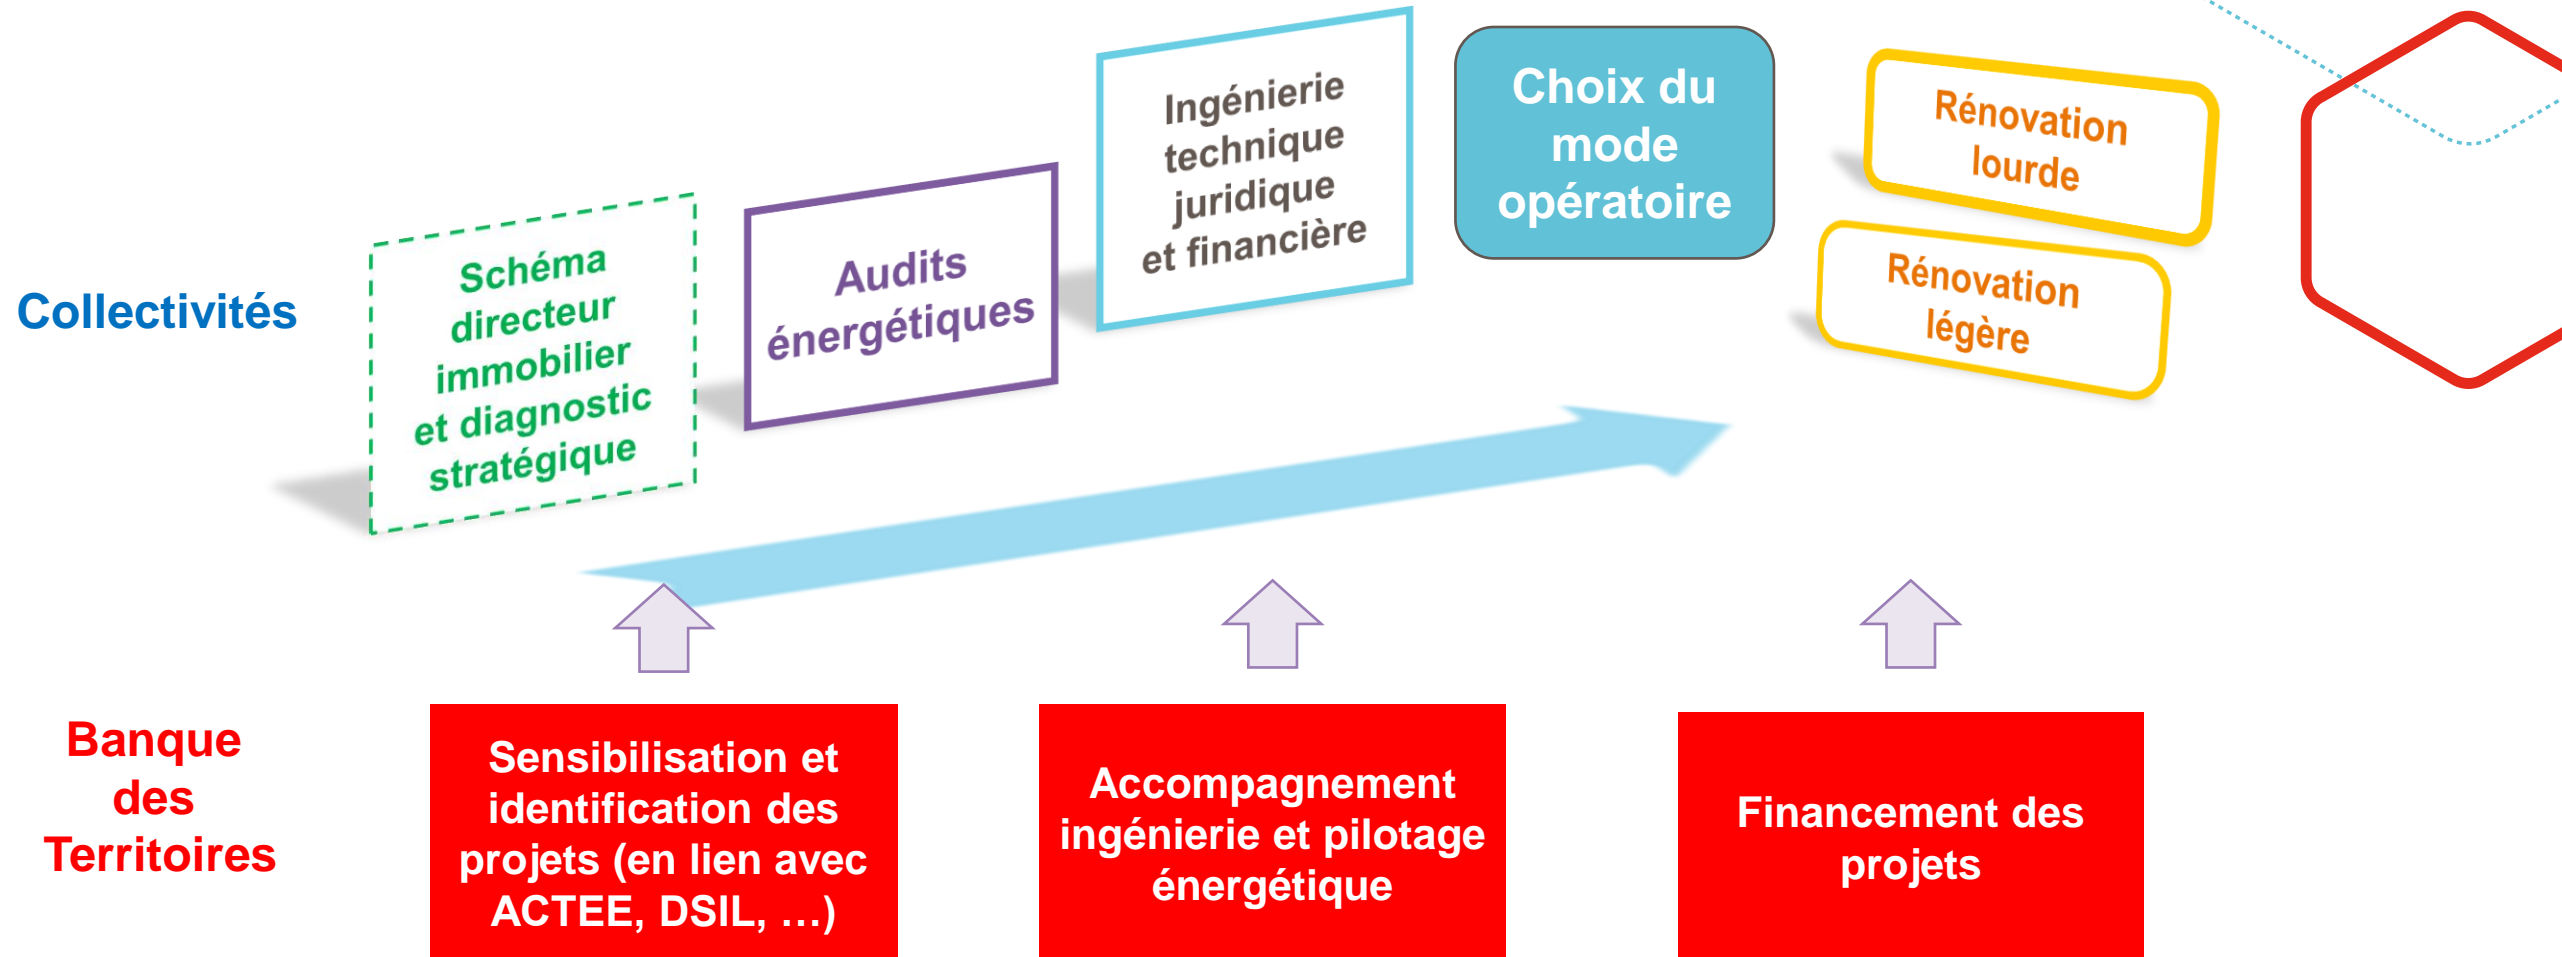 Collectivités
Schéma
directeur
immobilier
et diagnostic
stratégique
Audits
énergétiques
Ingénierie
technique
juridique
et financière
Choix du
mode
opératoire
Rénovation
lourde
Rénovation
légère
Banque
des
Territoires
Sensibilisation et
identification des
projets (en lien avec
ACTEE, DSIL, …)
Accompagnement
ingénierie et pilotage
énergétique
Financement des
projets